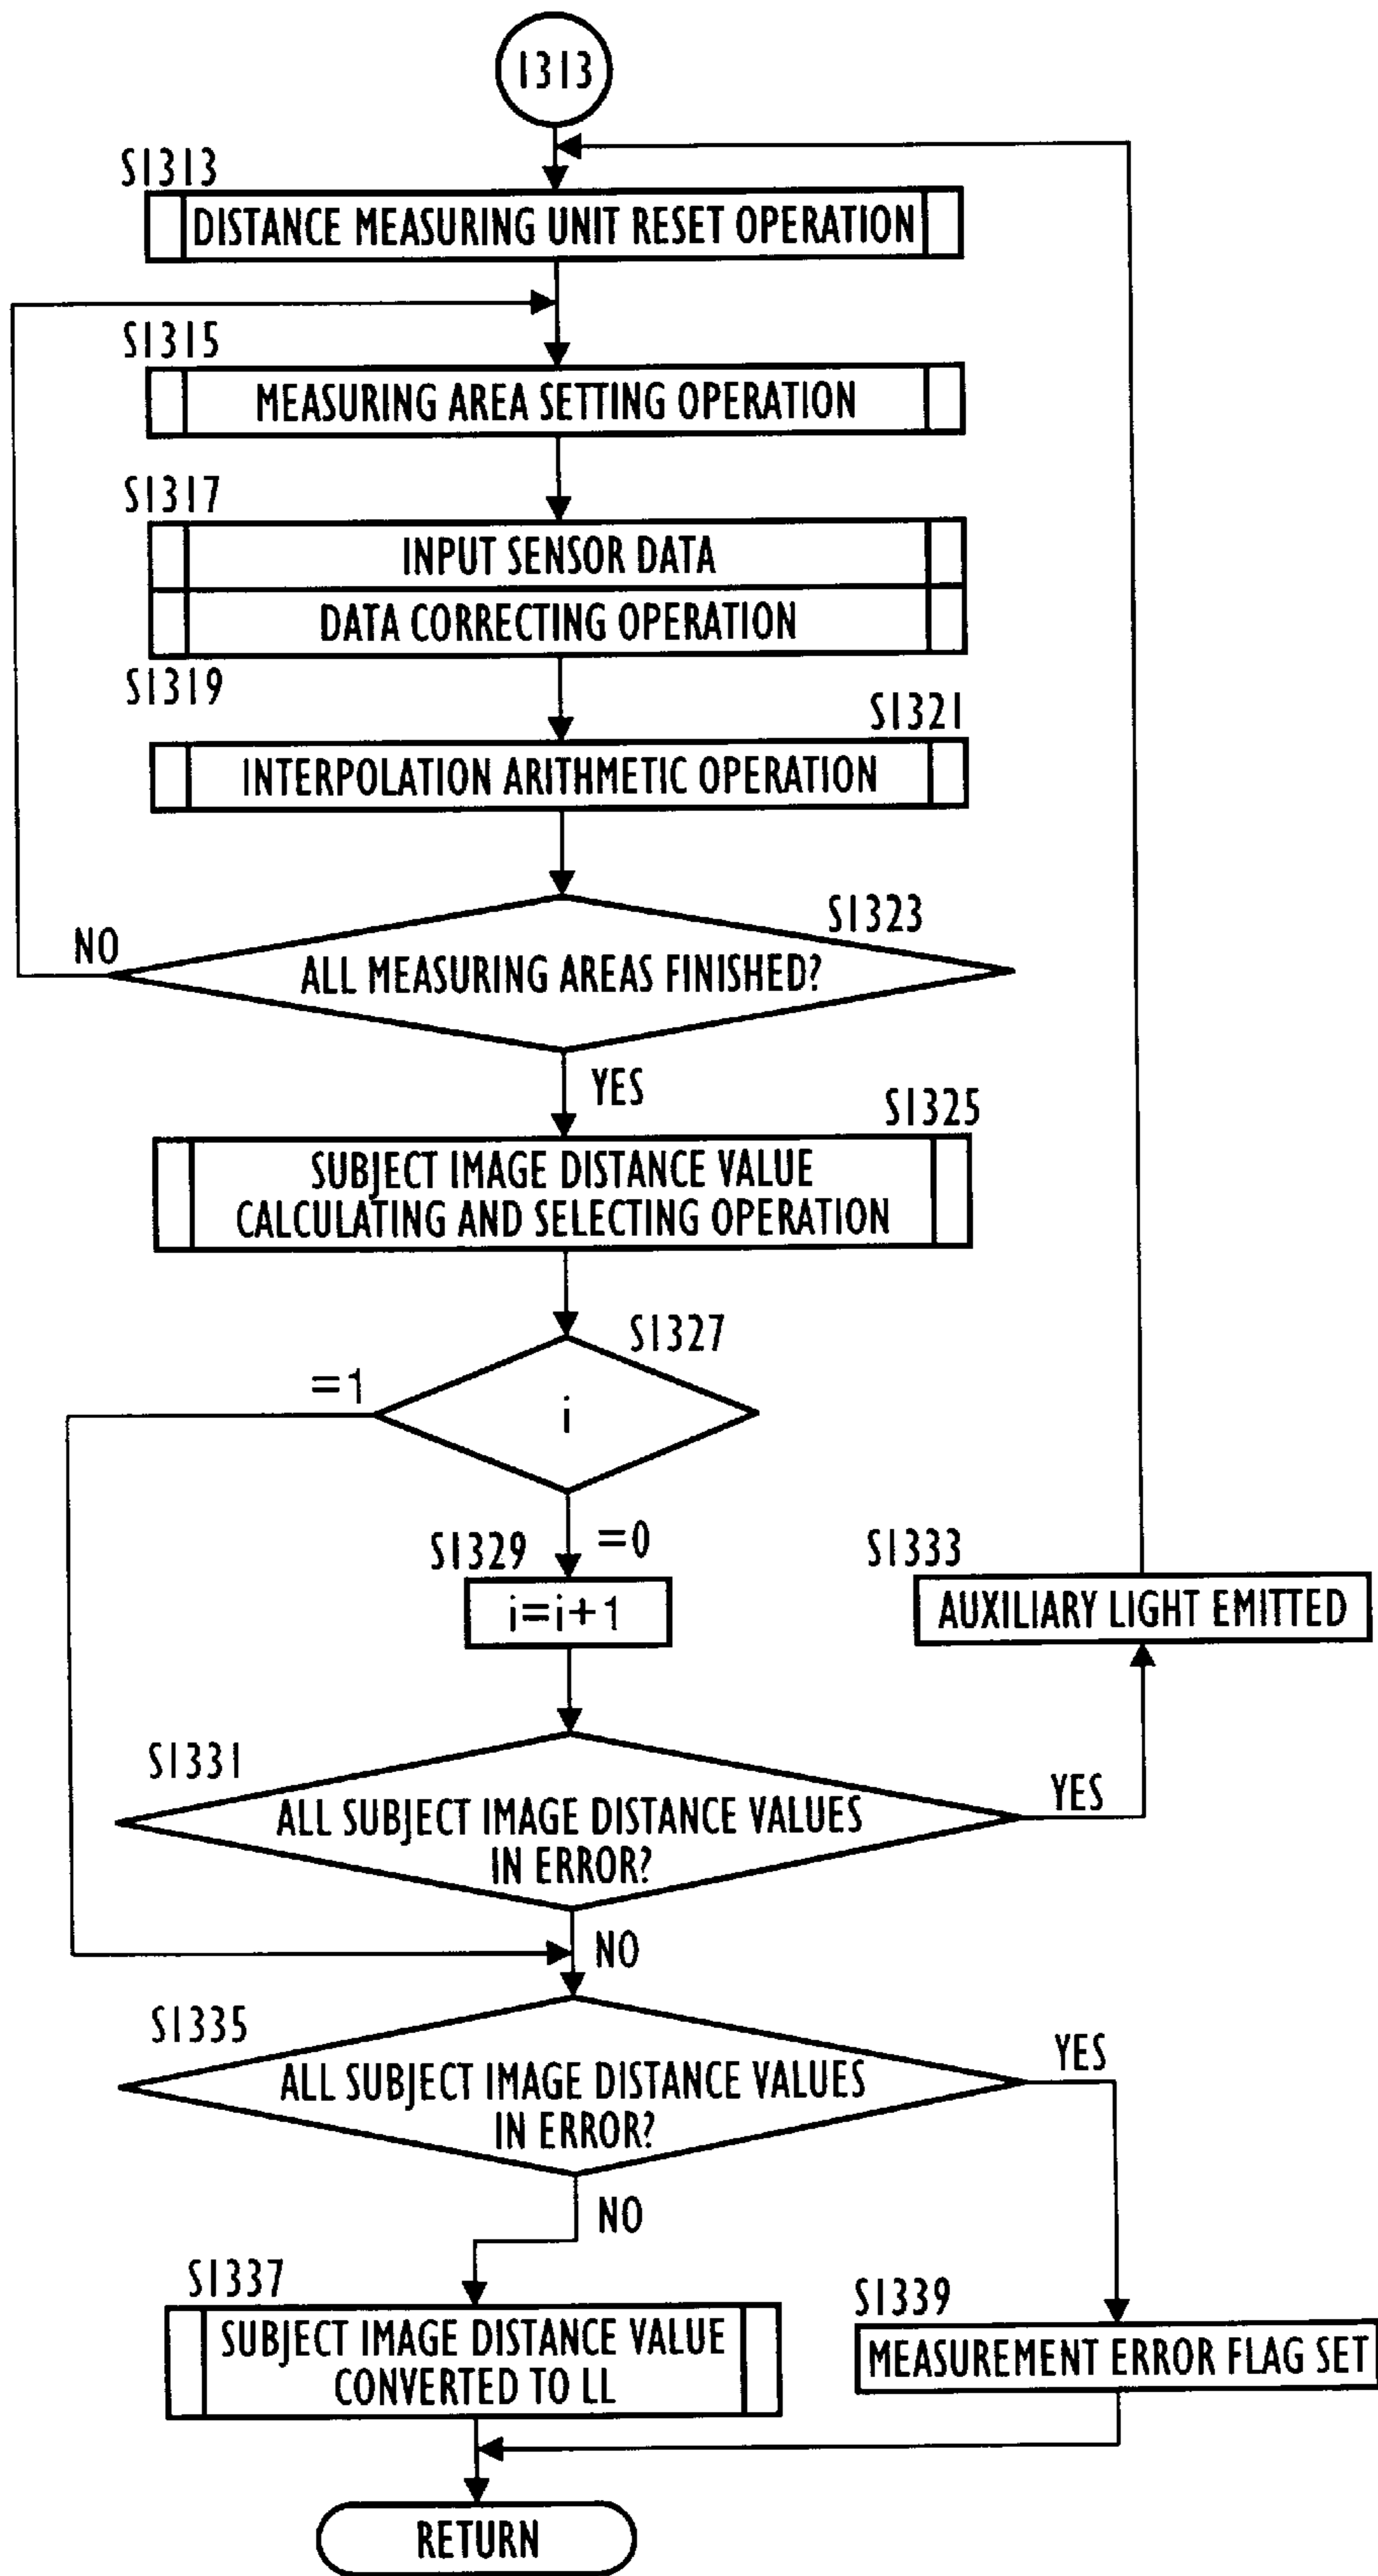 1313
S1313
DISTANCE MEASURING UNIT RESET OPERATION
S1315
MEASURING AREA SETTING OPERATION
S1317
INPUT SENSOR DATA
DATA CORRECTING OPERATION
S1319
S1321
INTERPOLATION ARITHMETIC OPERATION
S1323
NO
ALL MEASURING AREAS FINISHED?
YES
S1325
SUBJECT IMAGE DISTANCE VALUE
CALCULATING AND SELECTING OPERATION
S1327
=1
i
=0
S1329
i=i+1
S1333
AUXILIARY LIGHT EMITTED
S1331
YES
ALL SUBJECT IMAGE DISTANCE VALUES
IN ERROR?
NO
S1335
YES
ALL SUBJECT IMAGE DISTANCE VALUES
IN ERROR?
NO
S1337
SUBJECT IMAGE DISTANCE VALUE
CONVERTED TO LL
S1339
MEASUREMENT ERROR FLAG SET
RETURN